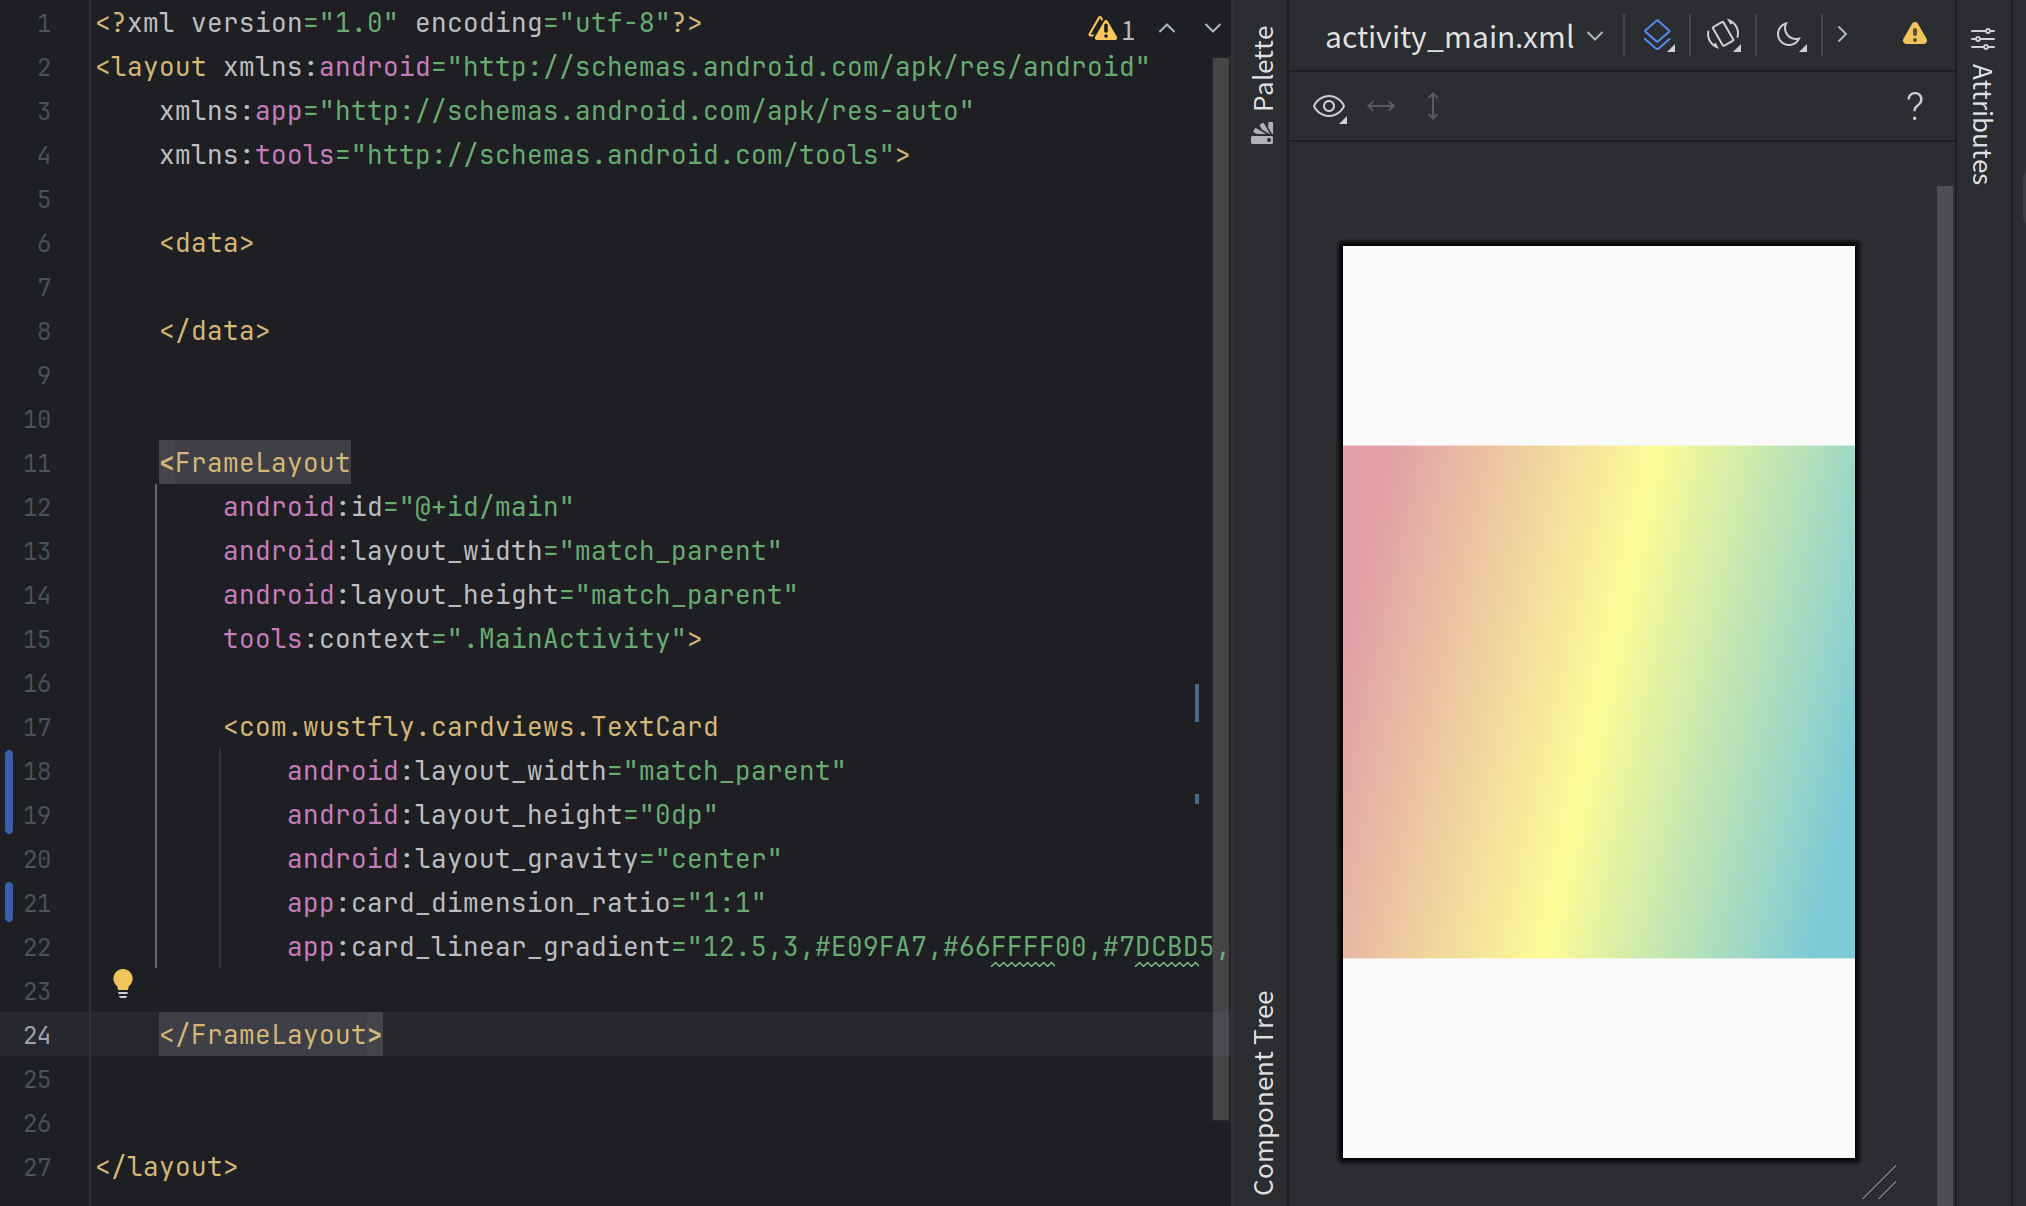 1 <?xml version="1.0" encoding="utf-8"?>
2 <layout xmlns:android="http://schemas.android.com/apk/res/android"
3 xmlns:app="http://schemas.android.com/apk/res-auto"
4 xmlns:tools="http://schemas.android.com/tools">
5
6 <data>
7
8 </data>
9
10
11 <FrameLayout
12 android:id="@+id/main"
13 android:layout_width="match_parent"
14 android:layout_height="match_parent"
15 tools:context=".MainActivity">
16
17 <com.wustfly.cardviews.TextCard
18 android:layout_width="match_parent"
19 android:layout_height="0dp"
20 android:layout_gravity="center"
21 app:card_dimension_ratio="1:1"
22 app:card_linear_gradient="12.5,3,#E09FA7,#66FFFF00,#7DCBD5,
23
24 </FrameLayout>
25
26
27 </layout>
1
Palette
Component Tree
activity_main.xml
?
Attributes